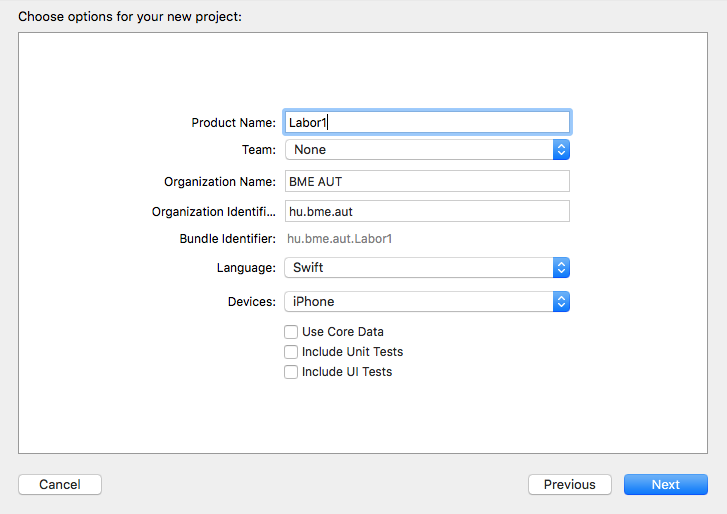 Choose options for your new project:
Product Name: Labor1
Team: None
Organization Name: BME AUT
Organization Identifi... hu.bme.aut
Bundle Identifier: hu.bme.aut.Labor1
Language: Swift
Devices: iPhone
Use Core Data
Include Unit Tests
Include UI Tests
Cancel Previous Next